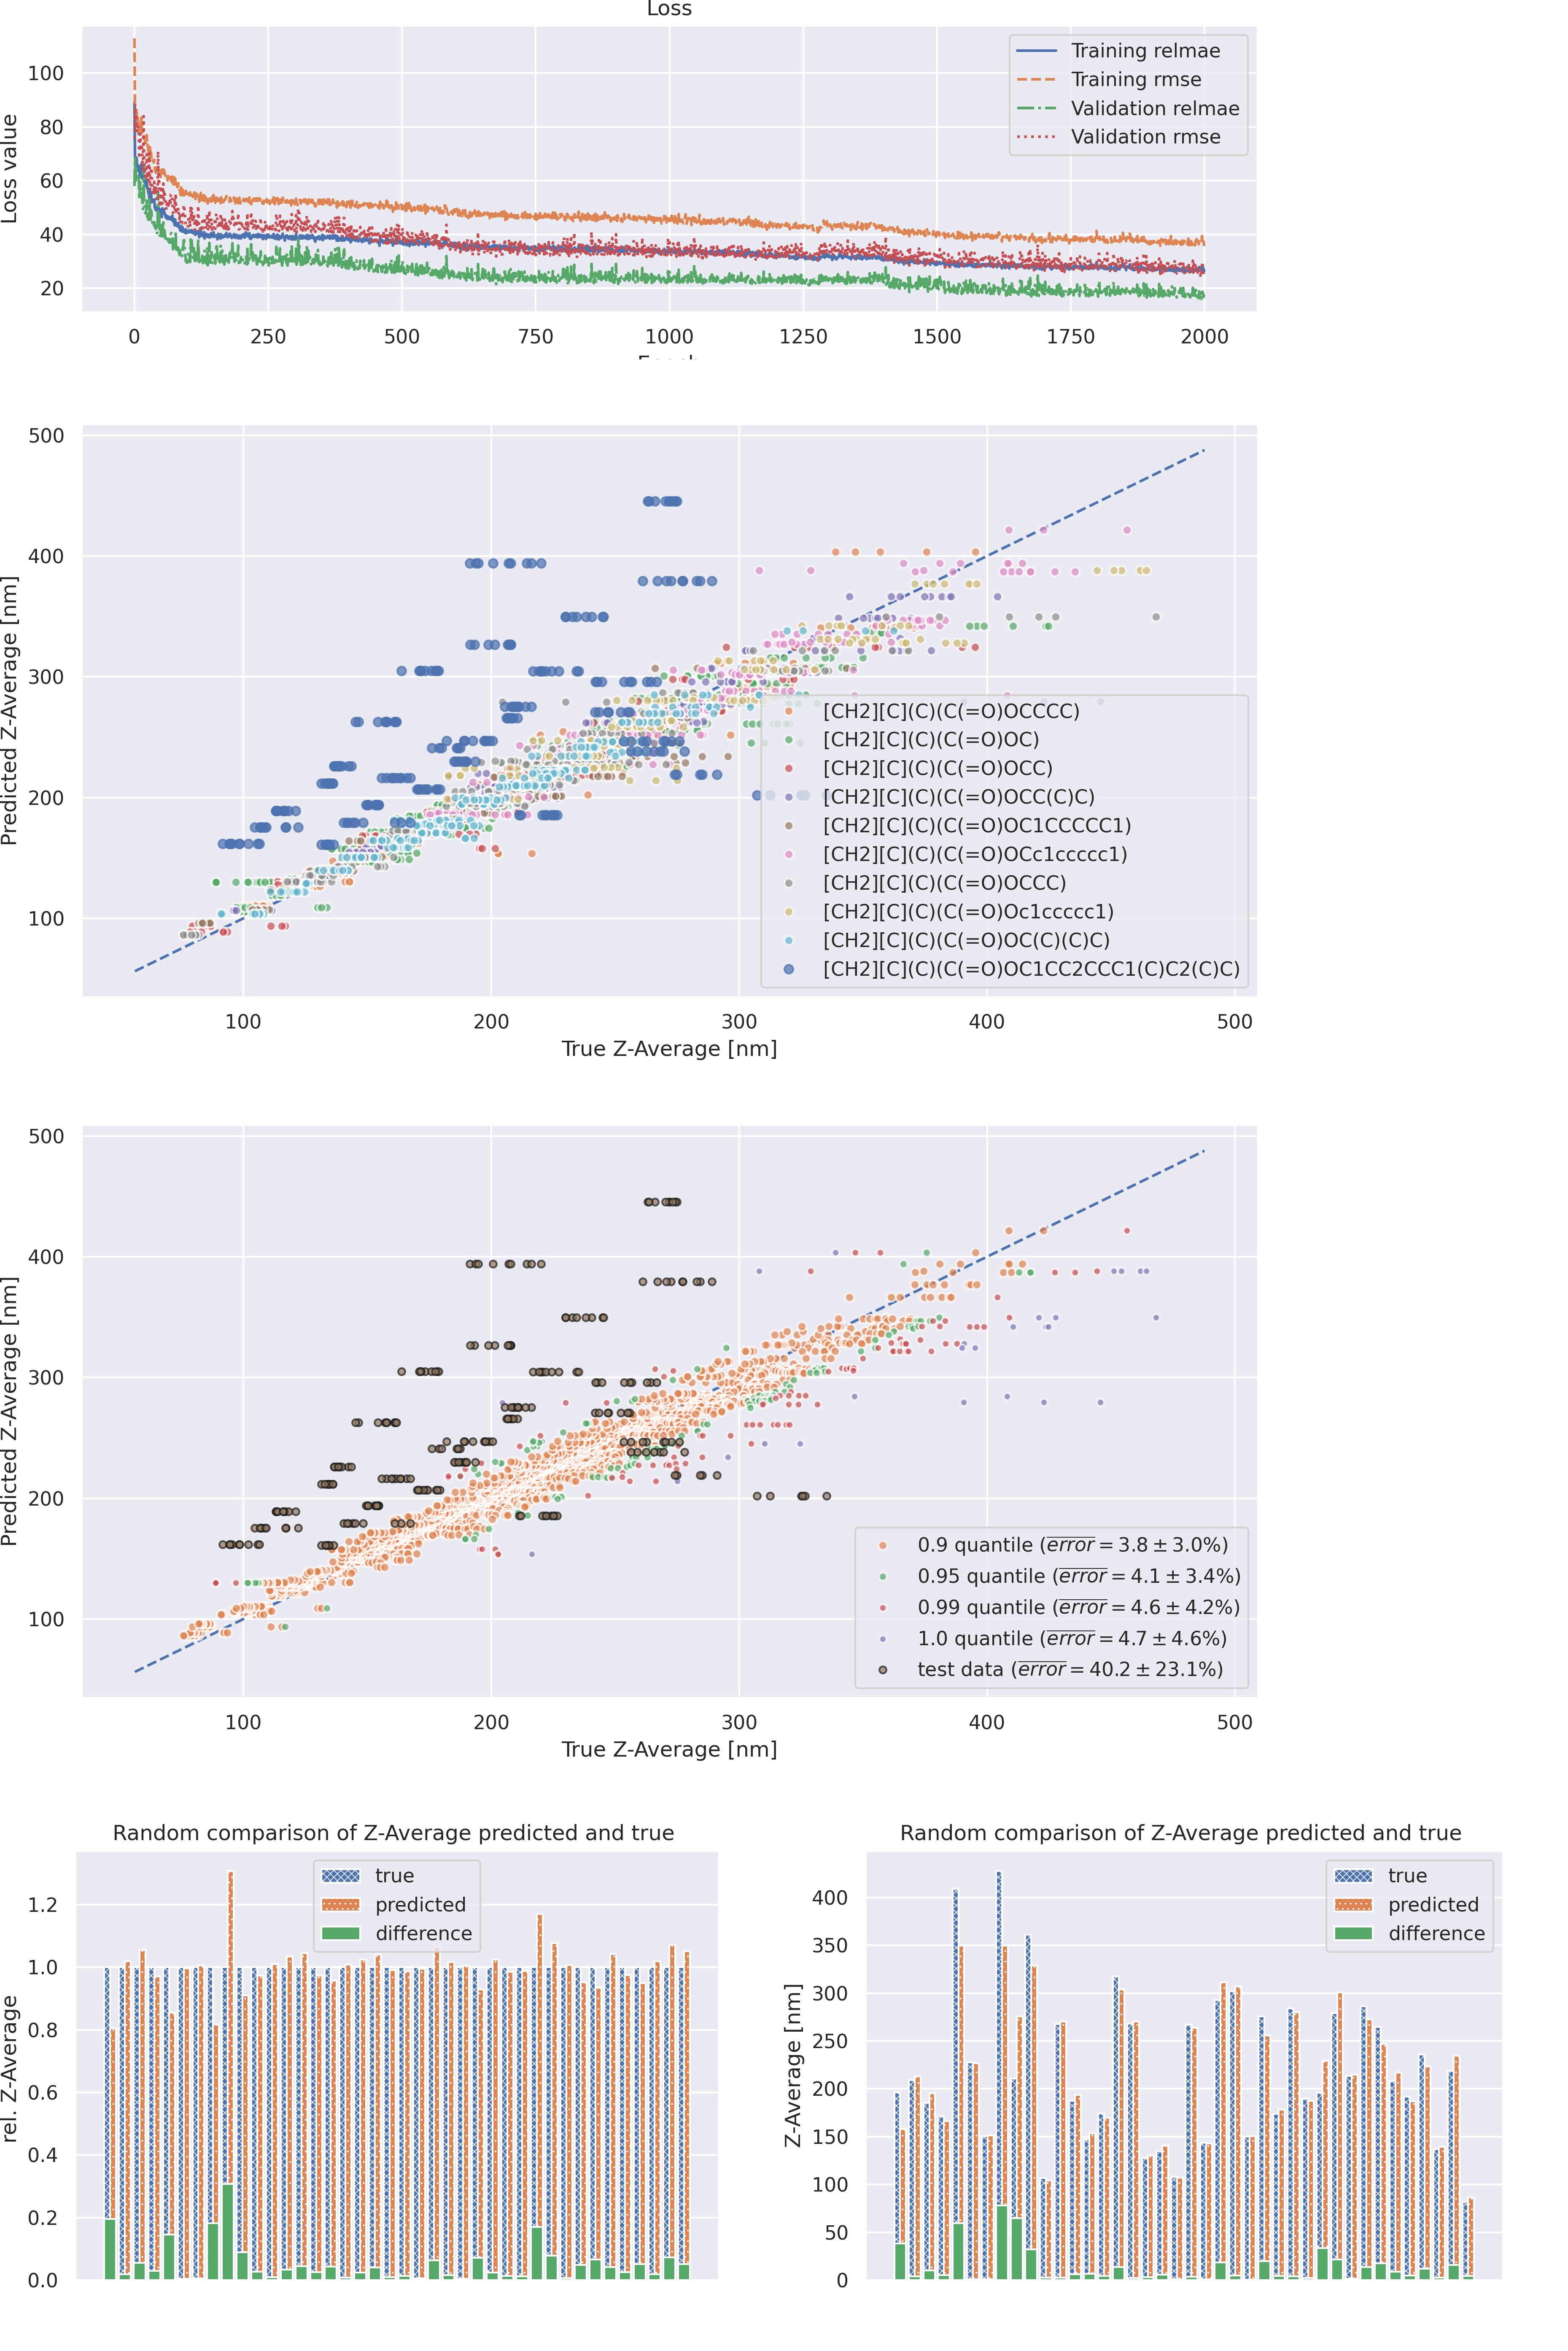 Loss
Loss value
100
80
60
40
20
0 250 500 750 1000 1250 1500 1750 2000
Training relmae
Training rmse
Validation relmae
Validation rmse
Predicted Z-Average [nm]
500
400
300
200
100
[CH2][C](C)(C(=O)OCCCC)
[CH2][C](C)(C(=O)OC)
[CH2][C](C)(C(=O)OCC)
[CH2][C](C)(C(=O)OCC(C)C)
[CH2][C](C)(C(=O)OC1CCCCC1)
[CH2][C](C)(C(=O)OCc1ccccc1)
[CH2][C](C)(C(=O)OCCC)
[CH2][C](C)(C(=O)Oc1ccccc1)
[CH2][C](C)(C(=O)OC(C)(C)C)
[CH2][C](C)(C(=O)OC1CC2CCC1(C)C2(C)C)
100 200 300 400 500
True Z-Average [nm]
Predicted Z-Average [nm]
500
400
300
200
100
0.9 quantile (error = 3.8 ± 3.0%)
0.95 quantile (error = 4.1 ± 3.4%)
0.99 quantile (error = 4.6 ± 4.2%)
1.0 quantile (error = 4.7 ± 4.6%)
test data (error = 40.2 ± 23.1%)
100 200 300 400 500
True Z-Average [nm]
Random comparison of Z-Average predicted and true
rel. Z-Average
1.2
1.0
0.8
0.6
0.4
0.2
0.0
true
predicted
difference
Random comparison of Z-Average predicted and true
Z-Average [nm]
400
350
300
250
200
150
100
50
0
true
predicted
difference